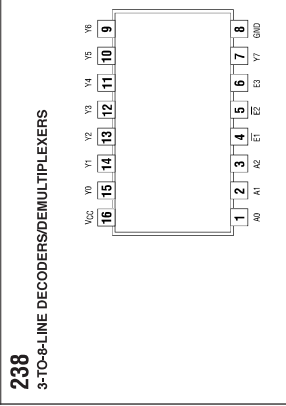 238
3-TO-8-LINE DECODERS/DEMULTIPLEXERS
VCC Y0 Y1 Y2 Y3 Y4 Y5 Y6
16 15 14 13 12 11 10 9
1 2 3 4 5 6 7 8
A0 A1 A2 E1 E2 E3 Y7 GND